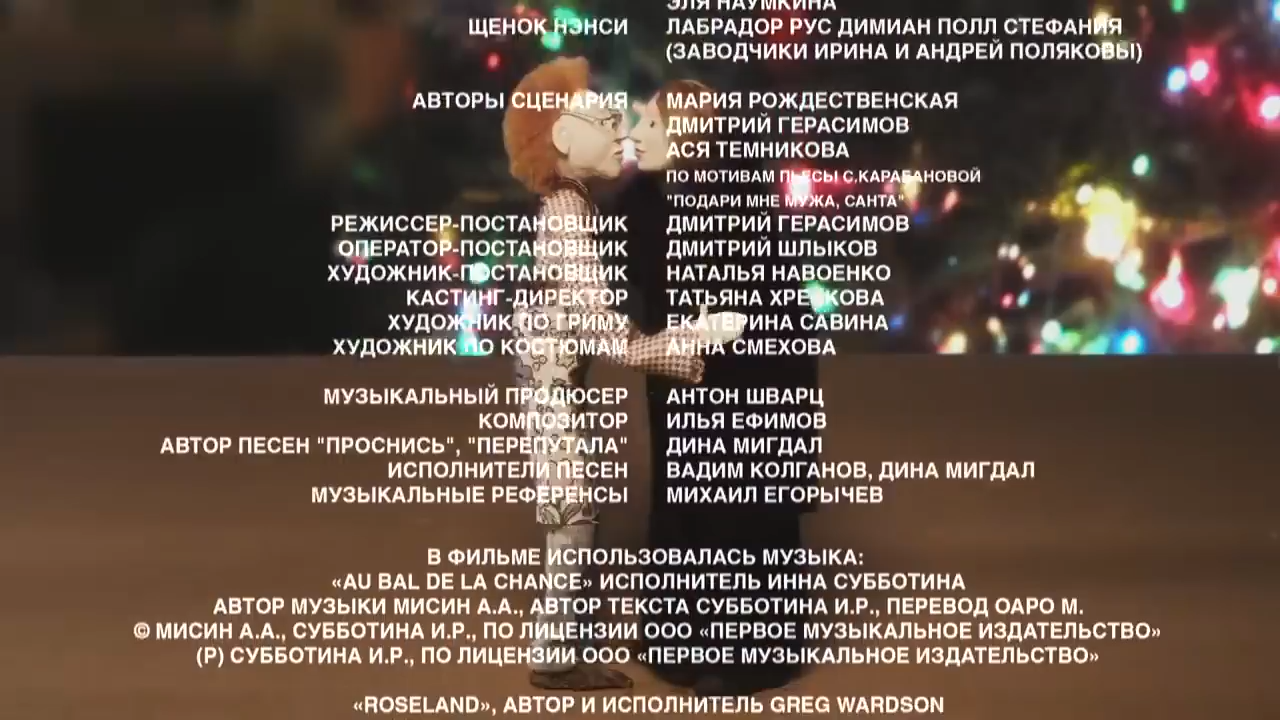 ЭЛЯ НАУМКИНА
ЩЕНОК НЭНСИ ЛАБРАДОР РУС ДИМИАН ПОЛЛ СТЕФАНИЯ
(ЗАВОДЧИКИ ИРИНА И АНДРЕЙ ПОЛЯКОВЫ)
АВТОРЫ СЦЕНАРИЯ МАРИЯ РОЖДЕСТВЕНСКАЯ
ДМИТРИЙ ГЕРАСИМОВ
АСЯ ТЕМНИКОВА
ПО МОТИВАМ ПЬЕСЫ С.КАРАБАНОВОЙ
"ПОДАРИ МНЕ МУЖА, САНТА"
РЕЖИССЕР-ПОСТАНОВЩИК ДМИТРИЙ ГЕРАСИМОВ
ОПЕРАТОР-ПОСТАНОВЩИК ДМИТРИЙ ШЛЫКОВ
ХУДОЖНИК-ПОСТАНОВЩИК НАТАЛЬЯ НАВОЕНКО
КАСТИНГ-ДИРЕКТОР ТАТЬЯНА ХРЕНКОВА
ХУДОЖНИК ПО ГРИМУ ЕКАТЕРИНА САВИНА
ХУДОЖНИК ПО КОСТЮМАМ АННА СМЕХОВА
МУЗЫКАЛЬНЫЙ ПРОДЮСЕР АНТОН ШВАРЦ
КОМПОЗИТОР ИЛЬЯ ЕФИМОВ
АВТОР ПЕСЕН "ПРОСНИСЬ", "ПЕРЕПУТАЛА" ДИНА МИГДАЛ
ИСПОЛНИТЕЛИ ПЕСЕН ВАДИМ КОЛГАНОВ, ДИНА МИГДАЛ
МУЗЫКАЛЬНЫЕ РЕФЕРЕНСЫ МИХАИЛ ЕГОРЫЧЕВ
В ФИЛЬМЕ ИСПОЛЬЗОВАЛАСЬ МУЗЫКА:
«AU BAL DE LA CHANCE» ИСПОЛНИТЕЛЬ ИННА СУББОТИНА
АВТОР МУЗЫКИ МИСИН А.А., АВТОР ТЕКСТА СУББОТИНА И.Р., ПЕРЕВОД ОАРО М.
© МИСИН А.А., СУББОТИНА И.Р., ПО ЛИЦЕНЗИИ ООО «ПЕРВОЕ МУЗЫКАЛЬНОЕ ИЗДАТЕЛЬСТВО»
(P) СУББОТИНА И.Р., ПО ЛИЦЕНЗИИ ООО «ПЕРВОЕ МУЗЫКАЛЬНОЕ ИЗДАТЕЛЬСТВО»
«ROSELAND», АВТОР И ИСПОЛНИТЕЛЬ GREG WARDSON